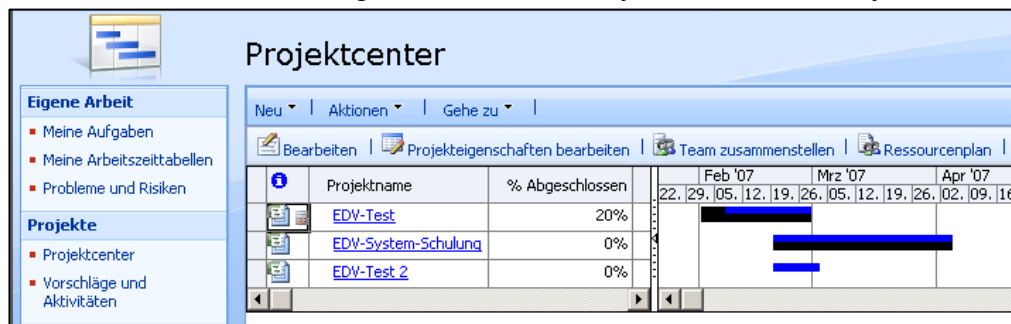 Projektcenter
Eigene Arbeit
Meine Aufgaben
Meine Arbeitszeittabellen
Probleme und Risiken
Projekte
Projektcenter
Vorschläge und
Aktivitäten
Neu | Aktionen | Gehe zu |
Bearbeiten | Projekteigenschaften bearbeiten | Team zusammenstellen | Ressourcenplan |
Projektname % Abgeschlossen
Feb '07 Mrz '07 Apr '07
22. 29. 05. 12. 19. 26. 05. 12. 19. 26. 02. 09. 16
EDV-Test 20%
EDV-System-Schulung 0%
EDV-Test 2 0%